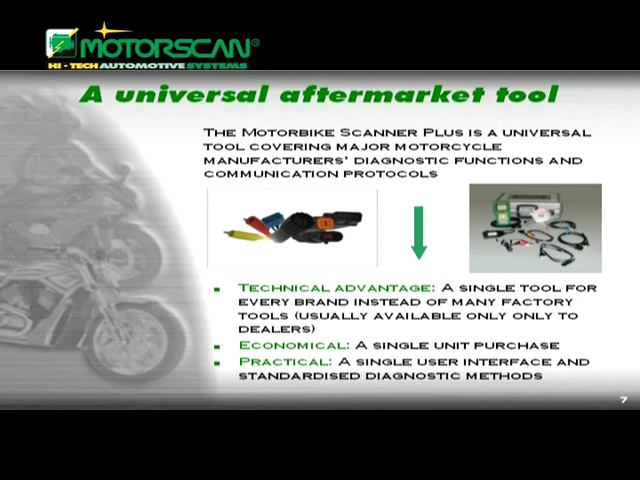 MOTORSCAN®
HI - TECH AUTOMOTIVE SYSTEMS
A universal aftermarket tool
THE MOTORBIKE SCANNER PLUS IS A UNIVERSAL
TOOL COVERING MAJOR MOTORCYCLE
MANUFACTURERS' DIAGNOSTIC FUNCTIONS AND
COMMUNICATION PROTOCOLS
TECHNICAL ADVANTAGE: A SINGLE TOOL FOR
EVERY BRAND INSTEAD OF MANY FACTORY
TOOLS (USUALLY AVAILABLE ONLY ONLY TO
DEALERS)
ECONOMICAL: A SINGLE UNIT PURCHASE
PRACTICAL: A SINGLE USER INTERFACE AND
STANDARDISED DIAGNOSTIC METHODS
7